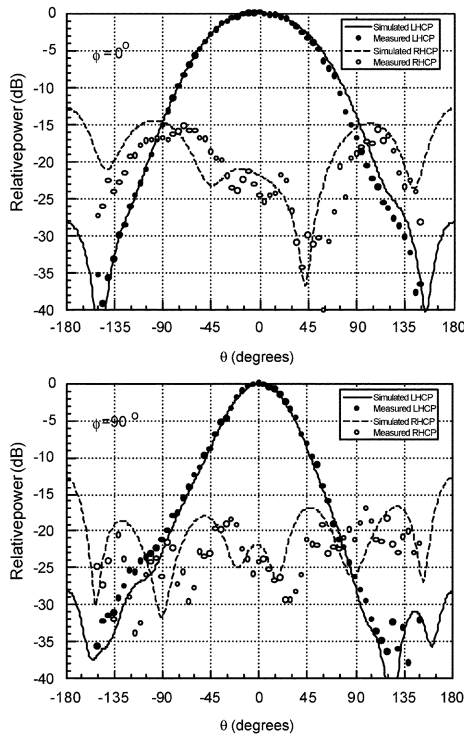 0
-5
-10
-15
-20
-25
-30
-35
-40
Relativepower (dB)
ϕ=0°
Simulated LHCP
Measured LHCP
Simulated RHCP
Measured RHCP
-180 -135 -90 -45 0 45 90 135 180
θ (degrees)
0
-5
-10
-15
-20
-25
-30
-35
-40
Relativepower (dB)
ϕ=90°
Simulated LHCP
Measured LHCP
Simulated RHCP
Measured RHCP
-180 -135 -90 -45 0 45 90 135 180
θ (degrees)